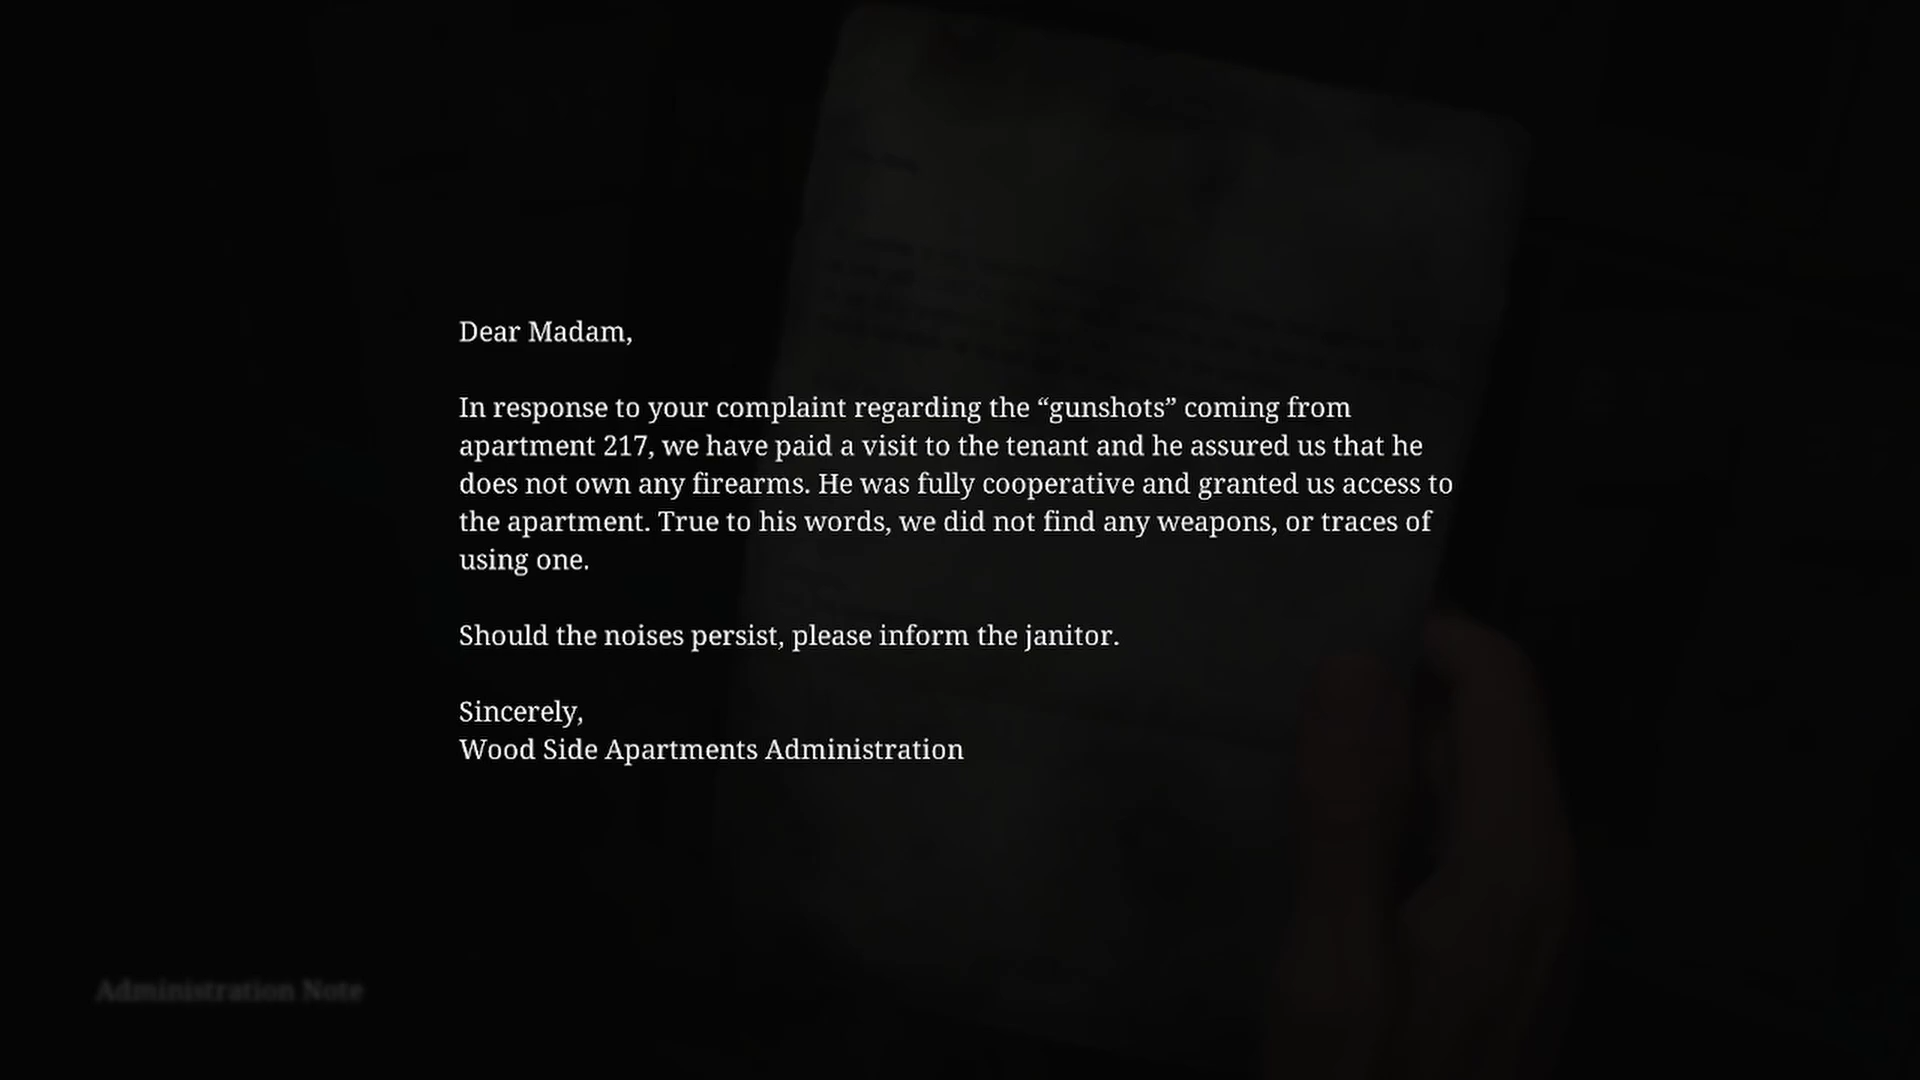 Dear Madam,
In response to your complaint regarding the “gunshots” coming from
apartment 217, we have paid a visit to the tenant and he assured us that he
does not own any firearms. He was fully cooperative and granted us access to
the apartment. True to his words, we did not find any weapons, or traces of
using one.
Should the noises persist, please inform the janitor.
Sincerely,
Wood Side Apartments Administration
Administration Note